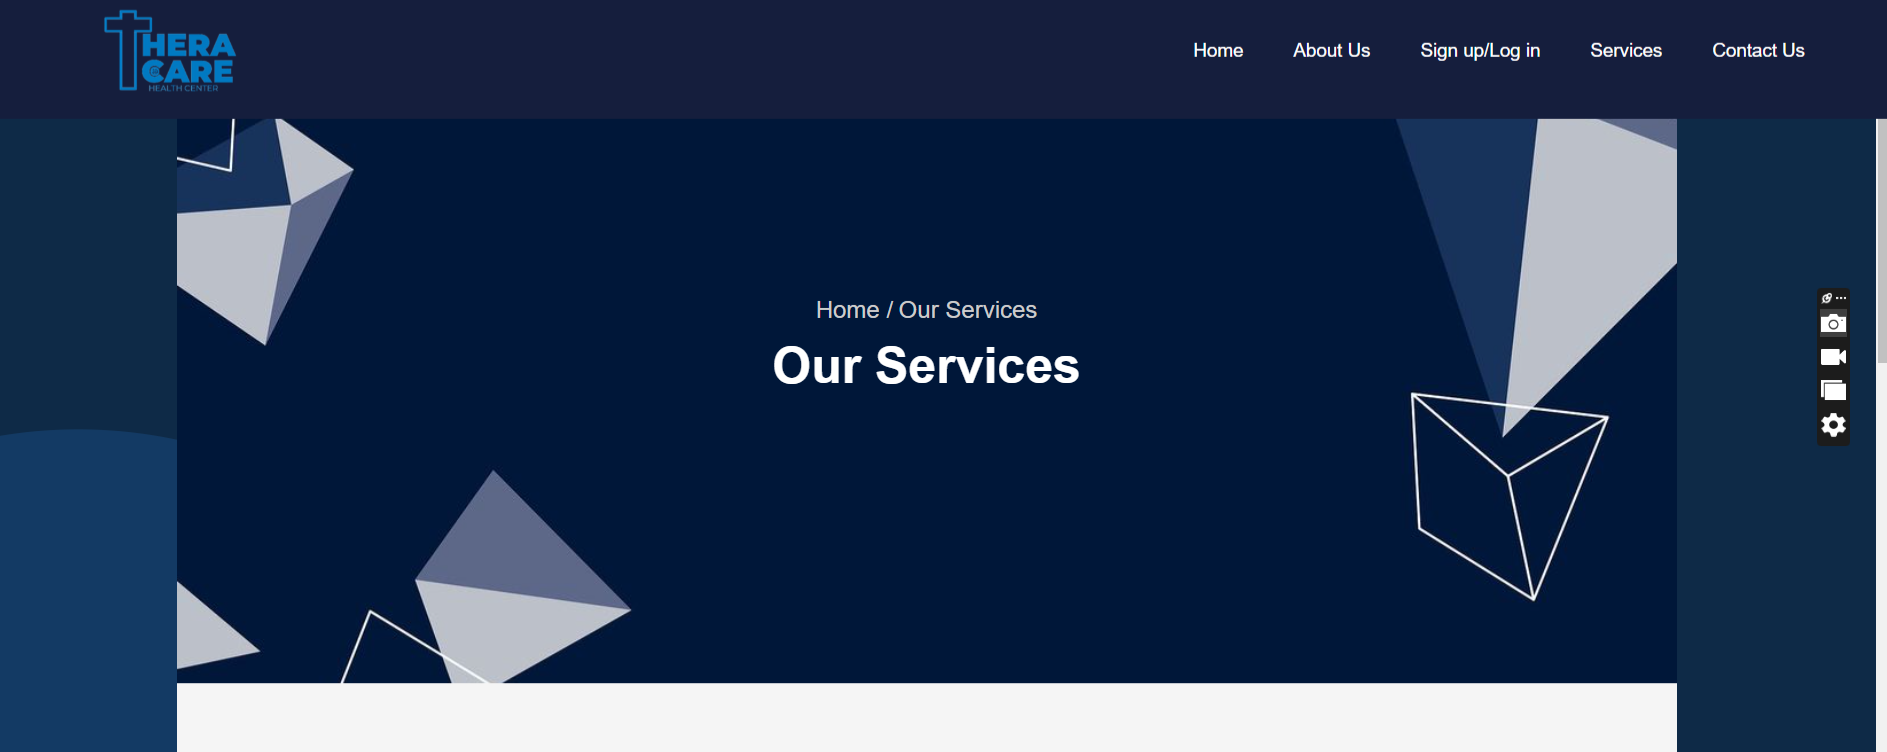 THERA
@CARE
HEALTH CENTER
Home
About Us
Sign up/Log in
Services
Contact Us
Home / Our Services
Our Services